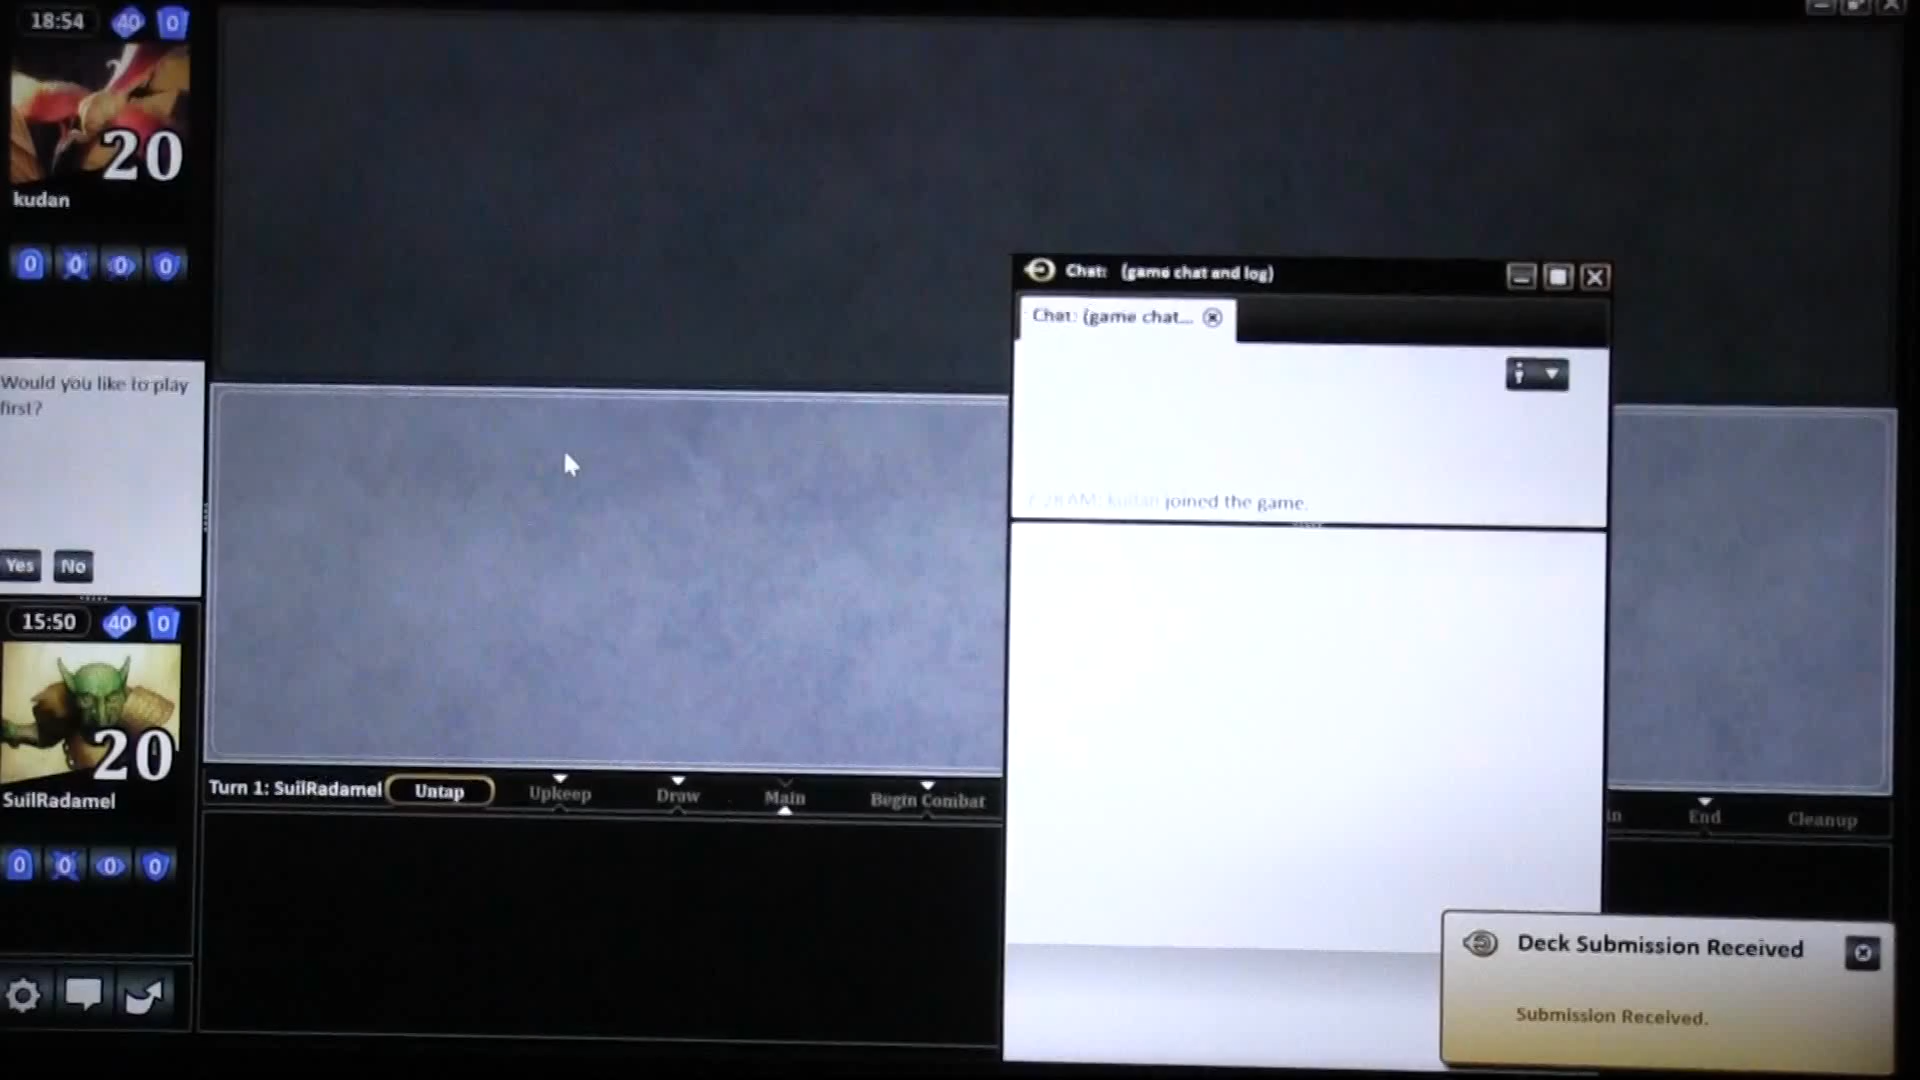 18:54
40
0
20
kudan
0
0
0
0
Would you like to play
first?
Yes
No
15:50
40
0
20
SuilRadamel
0
0
0
0
Turn 1: SuilRadamel
Untap
Upkeep
Draw
Main
Begin Combat
End
Cleanup
Chat: (game chat and log)
Chat: (game chat...
AM: kudan joined the game.
Deck Submission Received
Submission Received.